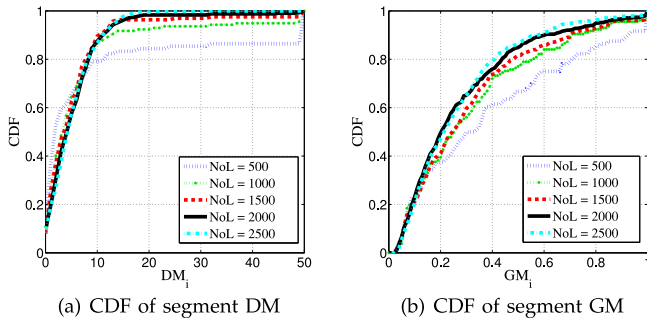 1
0.8
0.6
0.4
0.2
0
CDF
0 10 20 30 40 50
DM_i
NoL = 500
NoL = 1000
NoL = 1500
NoL = 2000
NoL = 2500
(a) CDF of segment DM
1
0.8
0.6
0.4
0.2
0
CDF
0 0.2 0.4 0.6 0.8 1
GM_i
NoL = 500
NoL = 1000
NoL = 1500
NoL = 2000
NoL = 2500
(b) CDF of segment GM